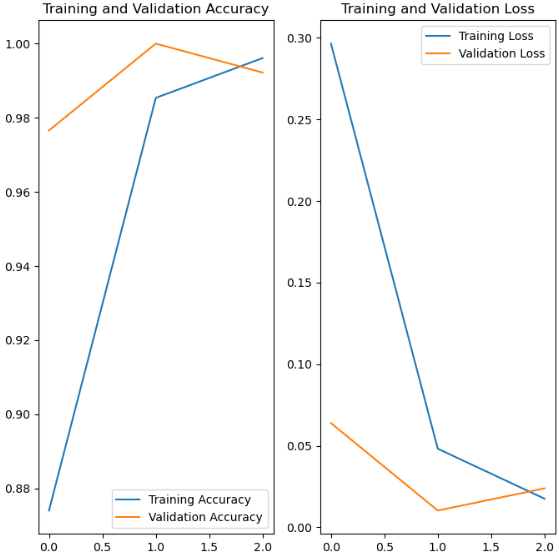 Training and Validation Accuracy
1.00
0.98
0.96
0.94
0.92
0.90
0.88
Training Accuracy
Validation Accuracy
0.0 0.5 1.0 1.5 2.0
Training and Validation Loss
0.30
0.25
0.20
0.15
0.10
0.05
0.00
Training Loss
Validation Loss
0.0 0.5 1.0 1.5 2.0